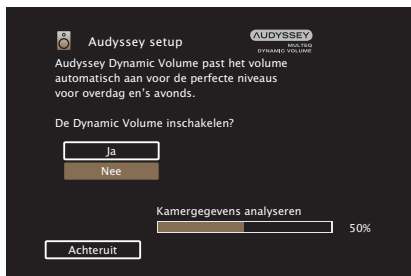 Audyssey setup
AUDYSSEY
MULTEQ
DYNAMIC VOLUME
Audyssey Dynamic Volume past het volume
automatisch aan voor de perfecte niveaus
voor overdag en's avonds.
De Dynamic Volume inschakelen?
Ja
Nee
Kamergegevens analyseren
50%
Achteruit